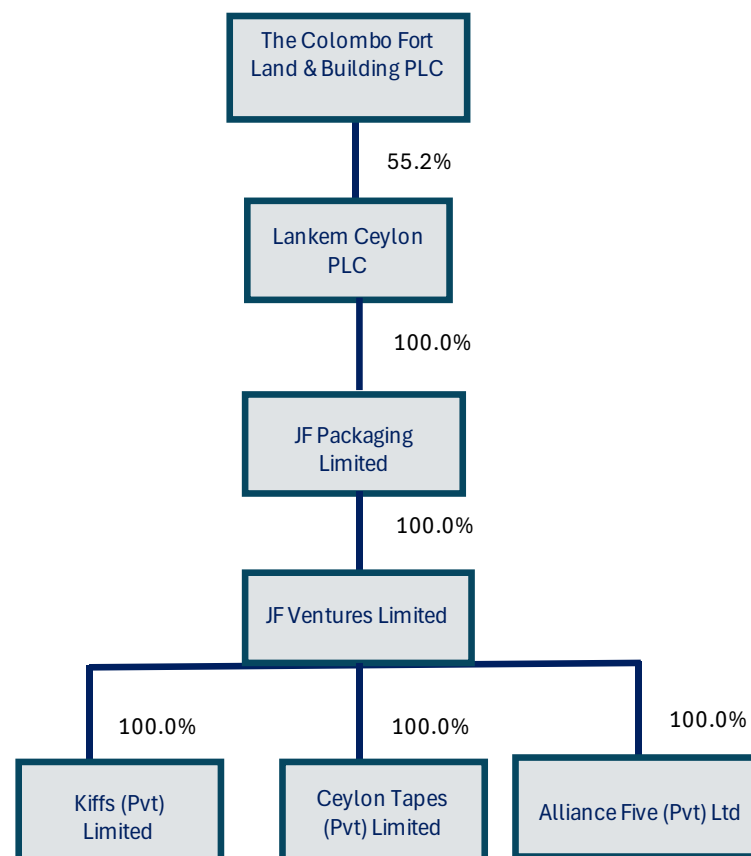 The Colombo Fort
Land & Building PLC
55.2%
Lankem Ceylon
PLC
100.0%
JF Packaging
Limited
100.0%
JF Ventures Limited
100.0%
100.0%
100.0%
Kiffs (Pvt)
Limited
Ceylon Tapes
(Pvt) Limited
Alliance Five (Pvt) Ltd